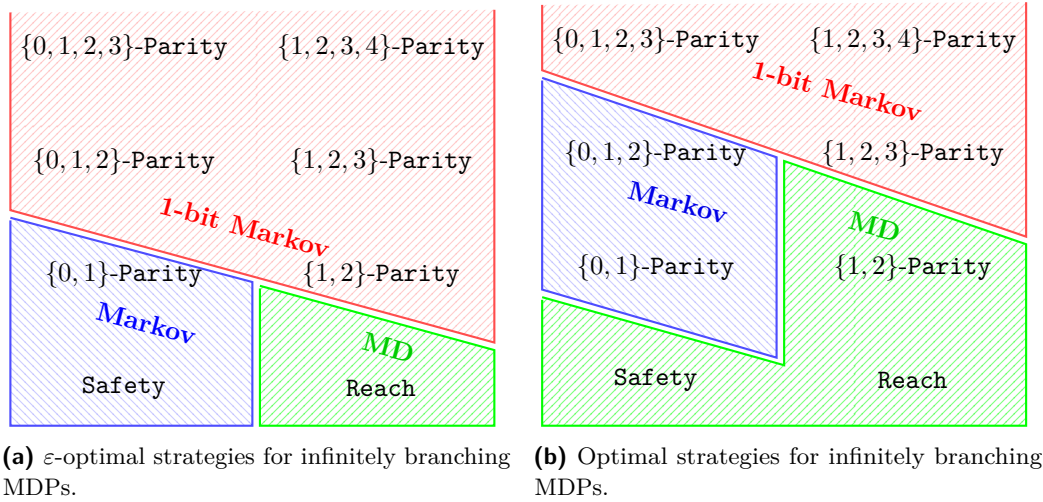 {0, 1, 2, 3}-Parity {1, 2, 3, 4}-Parity
{0, 1, 2}-Parity {1, 2, 3}-Parity
1-bit Markov
{0, 1}-Parity {1, 2}-Parity
Markov
MD
Safety Reach
(a) ε-optimal strategies for infinitely branching
MDPs.
{0, 1, 2, 3}-Parity {1, 2, 3, 4}-Parity
1-bit Markov
{0, 1, 2}-Parity {1, 2, 3}-Parity
Markov
MD
{0, 1}-Parity {1, 2}-Parity
Safety Reach
(b) Optimal strategies for infinitely branching
MDPs.